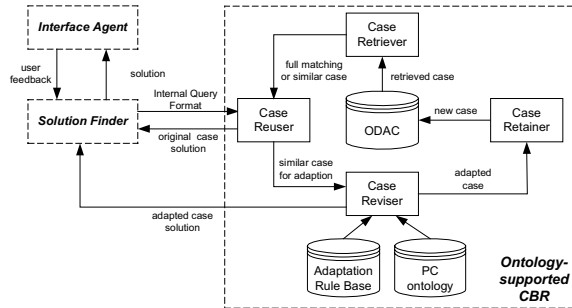 Interface Agent
user
feedback
solution
Solution Finder
Internal Query
Format
original case
solution
Case
Retriever
full matching
or similar case
retrieved case
Case
Reuser
ODAC
new case
Case
Retainer
similar case
for adaption
Case
Reviser
adapted
case
adapted case
solution
Adaptation
Rule Base
PC
ontology
Ontology-
supported
CBR